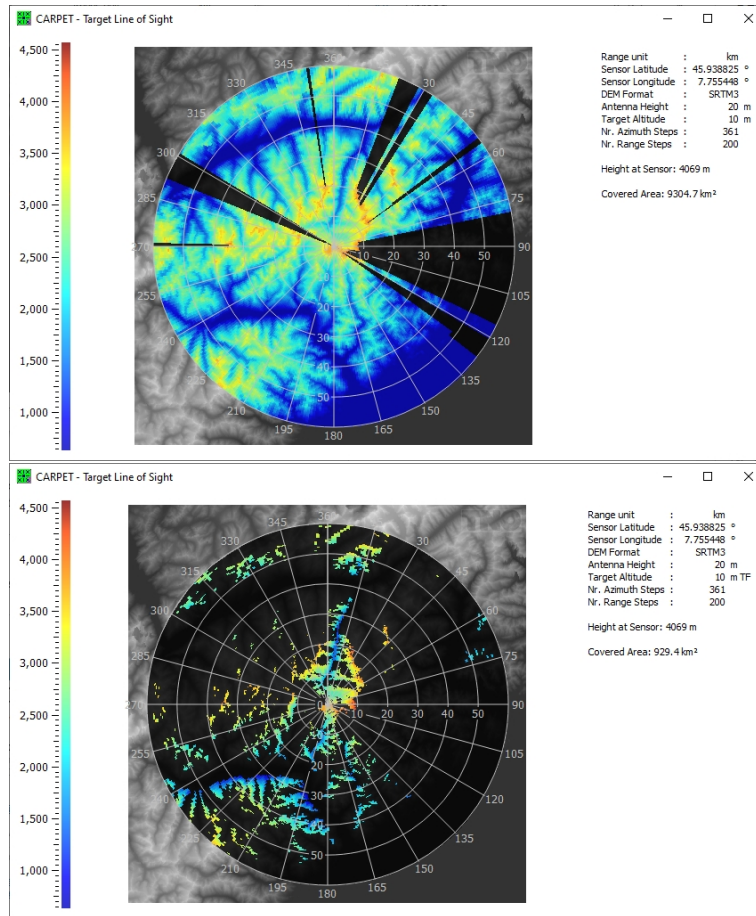 CARPET - Target Line of Sight
4,500
4,000
3,500
3,000
2,500
2,000
1,500
1,000
345
36
30
315
45
300
60
285
75
270
10 20 30 40 50
90
255
105
20
240
120
30
40
135
50
210
150
195
180
165
Range unit : km
Sensor Latitude : 45.938825 °
Sensor Longitude : 7.755448 °
DEM Format : SRTM3
Antenna Height : 20 m
Target Altitude : 10 m
Nr. Azimuth Steps : 361
Nr. Range Steps : 200
Height at Sensor: 4069 m
Covered Area: 9304.7 km²
CARPET - Target Line of Sight
4,500
4,000
3,500
3,000
2,500
2,000
1,500
1,000
345
36
30
315
45
300
60
285
75
270
0 10 20 30 40 50
90
255
105
20
240
120
30
40
135
50
210
150
195
180
165
Range unit : km
Sensor Latitude : 45.938825 °
Sensor Longitude : 7.755448 °
DEM Format : SRTM3
Antenna Height : 20 m
Target Altitude : 10 m TF
Nr. Azimuth Steps : 361
Nr. Range Steps : 200
Height at Sensor: 4069 m
Covered Area: 929.4 km²